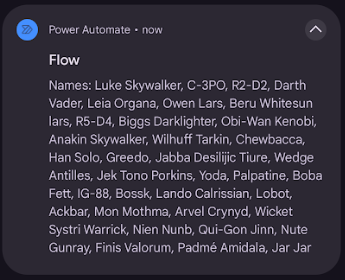 Power Automate • now
Flow
Names: Luke Skywalker, C-3PO, R2-D2, Darth
Vader, Leia Organa, Owen Lars, Beru Whitesun
lars, R5-D4, Biggs Darklighter, Obi-Wan Kenobi,
Anakin Skywalker, Wilhuff Tarkin, Chewbacca,
Han Solo, Greedo, Jabba Desilijic Tiure, Wedge
Antilles, Jek Tono Porkins, Yoda, Palpatine, Boba
Fett, IG-88, Bossk, Lando Calrissian, Lobot,
Ackbar, Mon Mothma, Arvel Crynyd, Wicket
Systri Warrick, Nien Nunb, Qui-Gon Jinn, Nute
Gunray, Finis Valorum, Padmé Amidala, Jar Jar